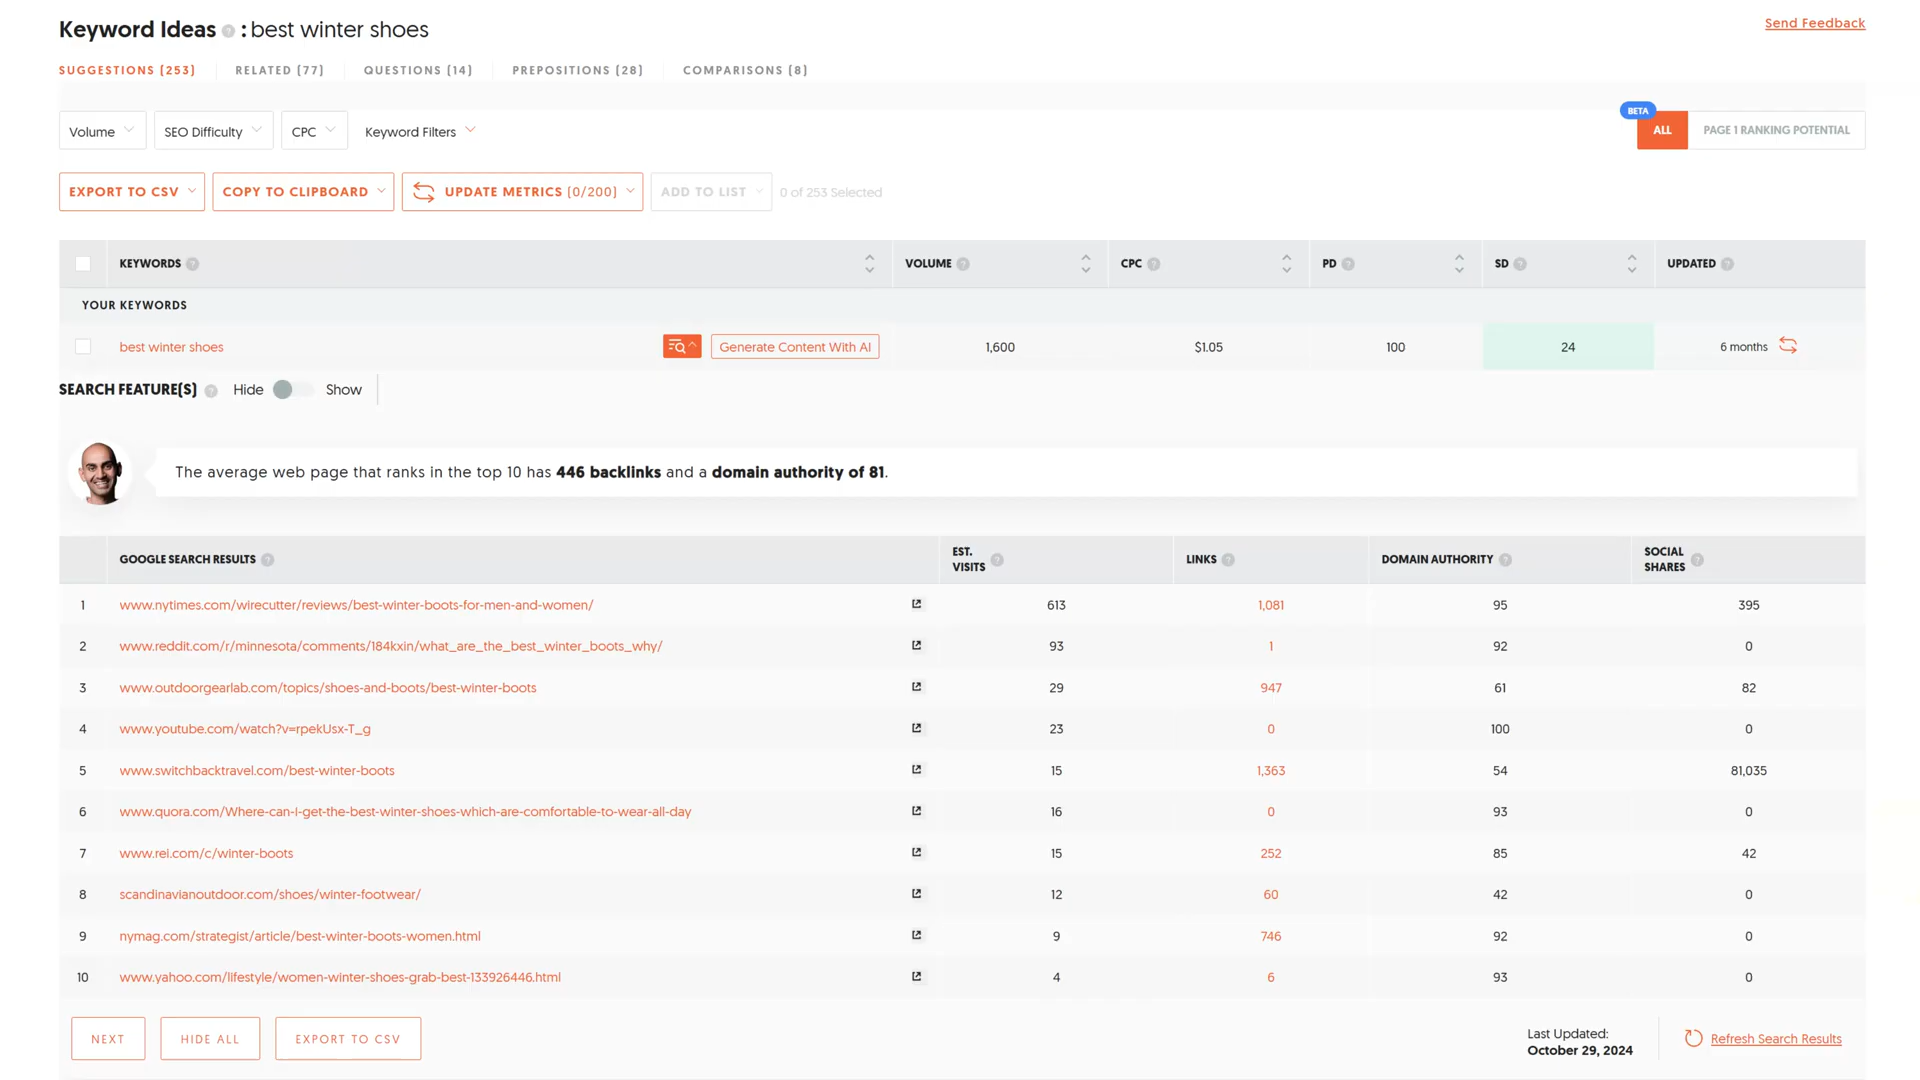 Keyword Ideas : best winter shoes
Send Feedback
SUGGESTIONS (253) RELATED (77) QUESTIONS (14) PREPOSITIONS (28) COMPARISONS (8)
BETA
Volume SEO Difficulty CPC Keyword Filters ALL PAGE 1 RANKING POTENTIAL
EXPORT TO CSV COPY TO CLIPBOARD UPDATE METRICS (0/200) ADD TO LIST 0 of 253 Selected
KEYWORDS ? VOLUME ? CPC ? PD ? SD ? UPDATED ?
YOUR KEYWORDS
best winter shoes Generate Content With AI 1,600 $1.05 100 24 6 months
SEARCH FEATURE(S) ? Hide Show
The average web page that ranks in the top 10 has 446 backlinks and a domain authority of 81.
GOOGLE SEARCH RESULTS ? EST. VISITS ? LINKS ? DOMAIN AUTHORITY ? SOCIAL SHARES ?
1 www.nytimes.com/wirecutter/reviews/best-winter-boots-for-men-and-women/ 613 1,081 95 395
2 www.reddit.com/r/minnesota/comments/184kxin/what_are_the_best_winter_boots_why/ 93 1 92 0
3 www.outdoorgearlab.com/topics/shoes-and-boots/best-winter-boots 29 947 61 82
4 www.youtube.com/watch?v=rpekUsx-T_g 23 0 100 0
5 www.switchbacktravel.com/best-winter-boots 15 1,363 54 81,035
6 www.quora.com/Where-can-i-get-the-best-winter-shoes-which-are-comfortable-to-wear-all-day 16 0 93 0
7 www.rei.com/c/winter-boots 15 252 85 42
8 scandinavianoutdoor.com/shoes/winter-footwear/ 12 60 42 0
9 nymag.com/strategist/article/best-winter-boots-women.html 9 746 92 0
10 www.yahoo.com/lifestyle/women-winter-shoes-grab-best-133926446.html 4 6 93 0
NEXT HIDE ALL EXPORT TO CSV
Last Updated:
October 29, 2024
Refresh Search Results